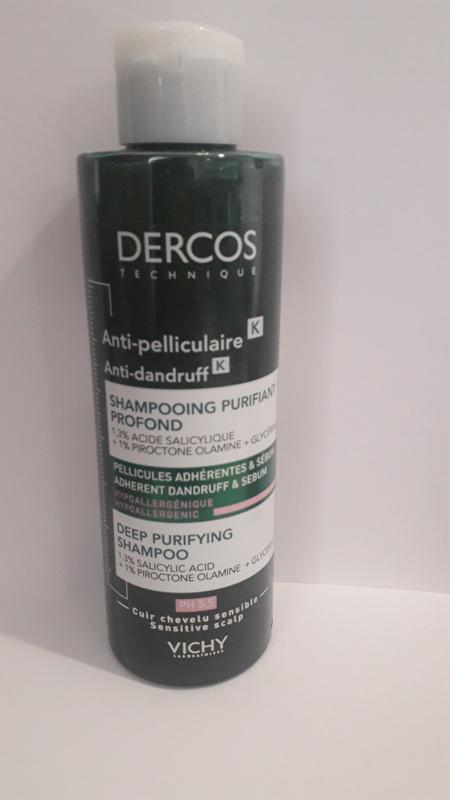 DERCOS
TECHNIQUE
Anti-pelliculaire K
Anti-dandruff K
SHAMPOOING PURIFIANT
PROFOND
1,3% ACIDE SALICYLIQUE
+1% PIROCTONE OLAMINE +
PELLICULES ADHÉRENTES & SÉBUM
ADHERENT DANDRUFF & SEBUM
HYPOALLERGÉNIQUE
HYPOALLERGENIC
DEEP PURIFYING
SHAMPOO
1.3% SALICYLIC ACID
+1% PIROCTONE OLAMINE +
PH 5.5
Cuir chevelu sensible
Sensitive scalp
VICHY
LABORATOIRES